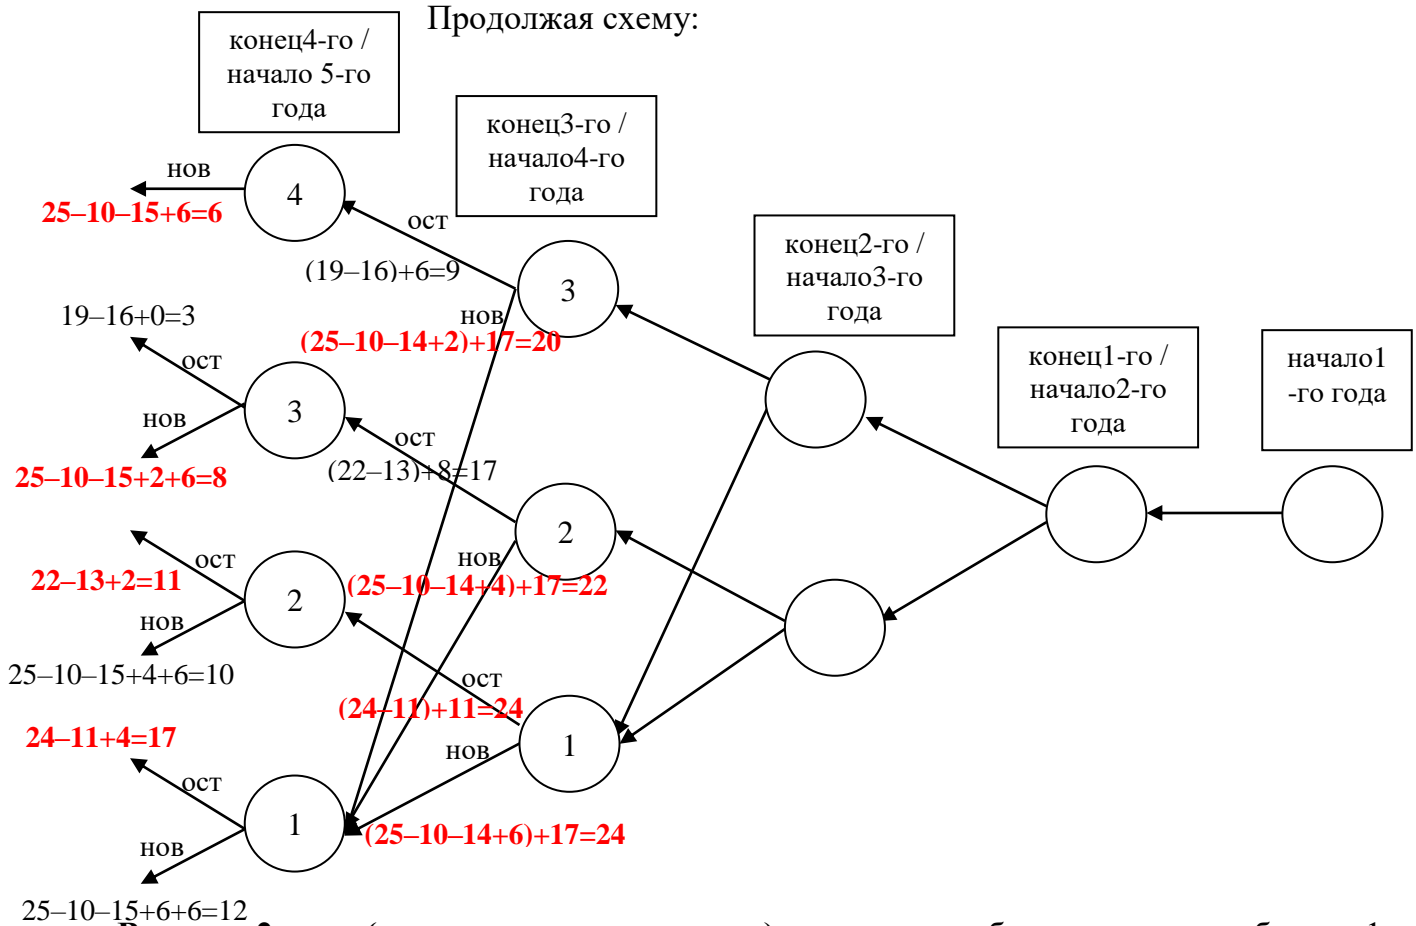 Продолжая схему:
конец4-го /
начало 5-го
года
конец3-го /
начало4-го
года
конец2-го /
начало3-го
года
конец1-го /
начало2-го
года
начало1
-го года
нов
4
25–10–15+6=6
ост
(19–16)+6=9
3
19–16+0=3
нов
(25–10–14+2)+17=20
ост
3
нов
ост
(22–13)+8=17
25–10–15+2+6=8
2
ост
22–13+2=11
2
нов
(25–10–14+4)+17=22
нов
25–10–15+4+6=10
ост
(24–11)+11=24
24–11+4=17
1
нов
ост
1
(25–10–14+6)+17=24
нов
25–10–15+6+6=12